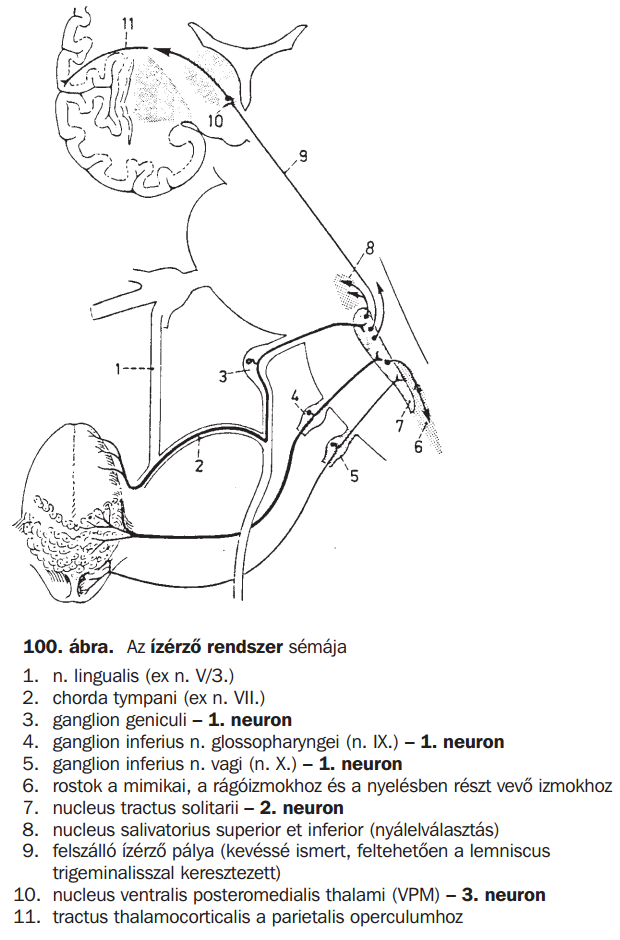 11
10
9
8
1
3
4
7
6
2
5
100. ábra. Az ízérző rendszer sémája
1. n. lingualis (ex n. V/3.)
2. chorda tympani (ex n. VII.)
3. ganglion geniculi – 1. neuron
4. ganglion inferius n. glossopharyngei (n. IX.) – 1. neuron
5. ganglion inferius n. vagi (n. X.) – 1. neuron
6. rostok a mimikai, a rágóizmokhoz és a nyelésben részt vevő izmokhoz
7. nucleus tractus solitarii – 2. neuron
8. nucleus salivatorius superior et inferior (nyálelválasztás)
9. felszálló ízérző pálya (kevéssé ismert, feltehetően a lemniscus
trigeminalisszal keresztezett)
10. nucleus ventralis posteromedialis thalami (VPM) – 3. neuron
11. tractus thalamocorticalis a parietalis operculumhoz